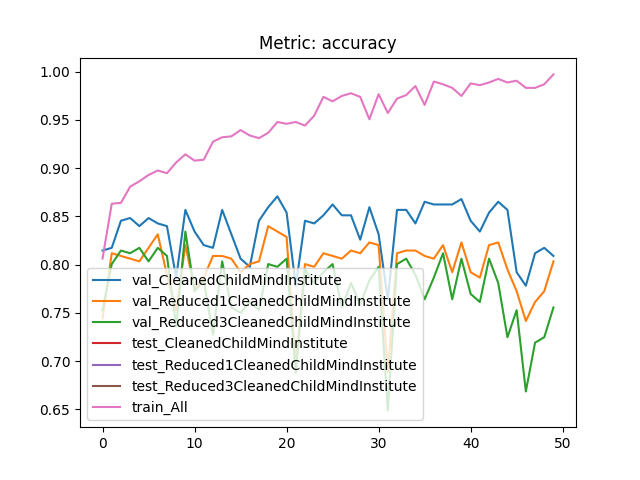 Metric: accuracy
1.00
0.95
0.90
0.85
0.80
0.75
0.70
0.65
val_CleanedChildMindInstitute
val_Reduced1CleanedChildMindInstitute
val_Reduced3CleanedChildMindInstitute
test_CleanedChildMindInstitute
test_Reduced1CleanedChildMindInstitute
test_Reduced3CleanedChildMindInstitute
train_All
0 10 20 30 40 50